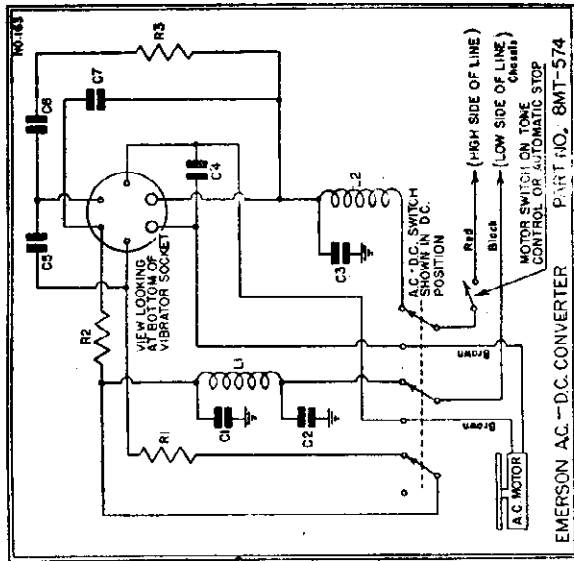 NO. 163
C6
R3
C7
C5
C4
R2
VIEW LOOKING
AT BOTTOM OF
VIBRATOR SOCKET
L2
C3
L1
C1
C2
R1
A.C.-D.C. SWITCH
SHOWN IN D.C.
POSITION
Red
(HIGH SIDE OF LINE)
Black
(LOW SIDE OF LINE)
Chassis
MOTOR SWITCH ON TONE
CONTROL OR AUTOMATIC STOP
Brown
Brown
A.C. MOTOR
EMERSON A.C.-D.C. CONVERTER PART NO. 8MT-574